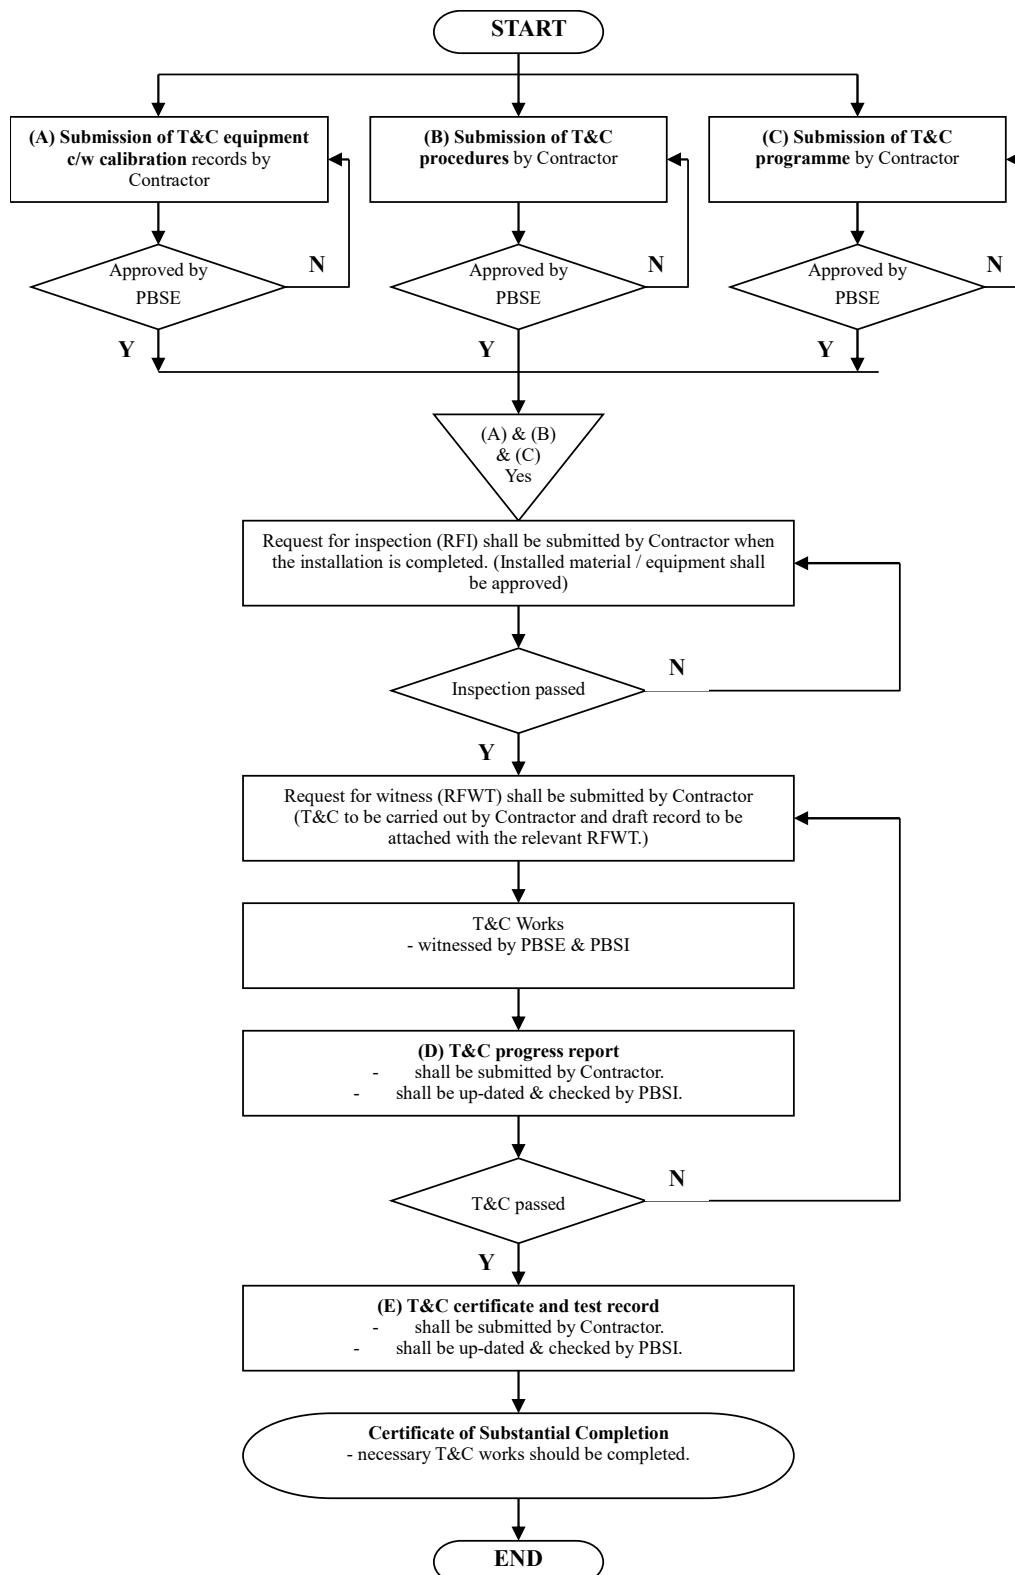 START
(A) Submission of T&C equipment
c/w calibration records by
Contractor
(B) Submission of T&C
procedures by Contractor
(C) Submission of T&C
programme by Contractor
Approved by
PBSE
N
Approved by
PBSE
N
Approved by
PBSE
N
Y
Y
Y
(A) & (B)
& (C)
Yes
Request for inspection (RFI) shall be submitted by Contractor when
the installation is completed. (Installed material / equipment shall
be approved)
Inspection passed
N
Y
Request for witness (RFWT) shall be submitted by Contractor
(T&C to be carried out by Contractor and draft record to be
attached with the relevant RFWT.)
T&C Works
- witnessed by PBSE & PBSI
(D) T&C progress report
- shall be submitted by Contractor.
- shall be up-dated & checked by PBSI.
T&C passed
N
Y
(E) T&C certificate and test record
- shall be submitted by Contractor.
- shall be up-dated & checked by PBSI.
Certificate of Substantial Completion
- necessary T&C works should be completed.
END